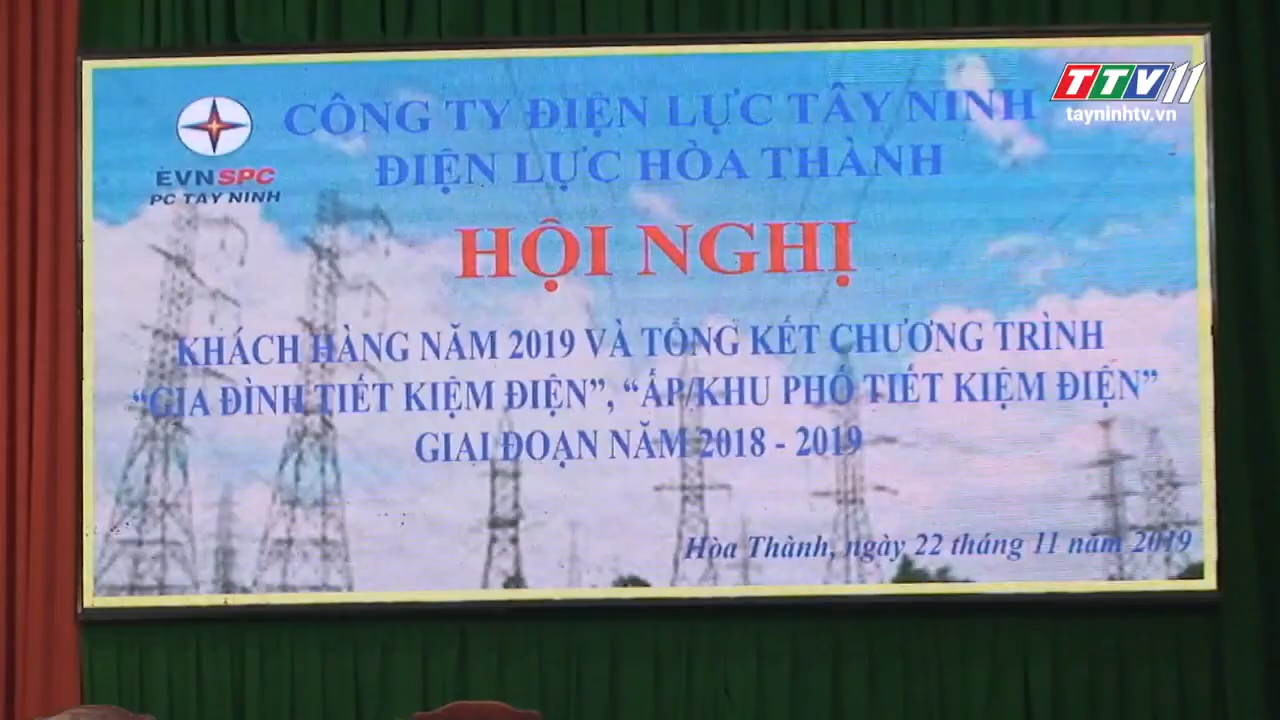 TTV11
tayninhtv.vn
CÔNG TY ĐIỆN LỰC TÂY NINH
ĐIỆN LỰC HÒA THÀNH
EVNSPC
PC TAY NINH
HỘI NGHỊ
KHÁCH HÀNG NĂM 2019 VÀ TỔNG KẾT CHƯƠNG TRÌNH
“GIA ĐÌNH TIẾT KIỆM ĐIỆN”, “ẤP/KHU PHỐ TIẾT KIỆM ĐIỆN”
GIAI ĐOẠN NĂM 2018 - 2019
Hòa Thành, ngày 22 tháng 11 năm 2019